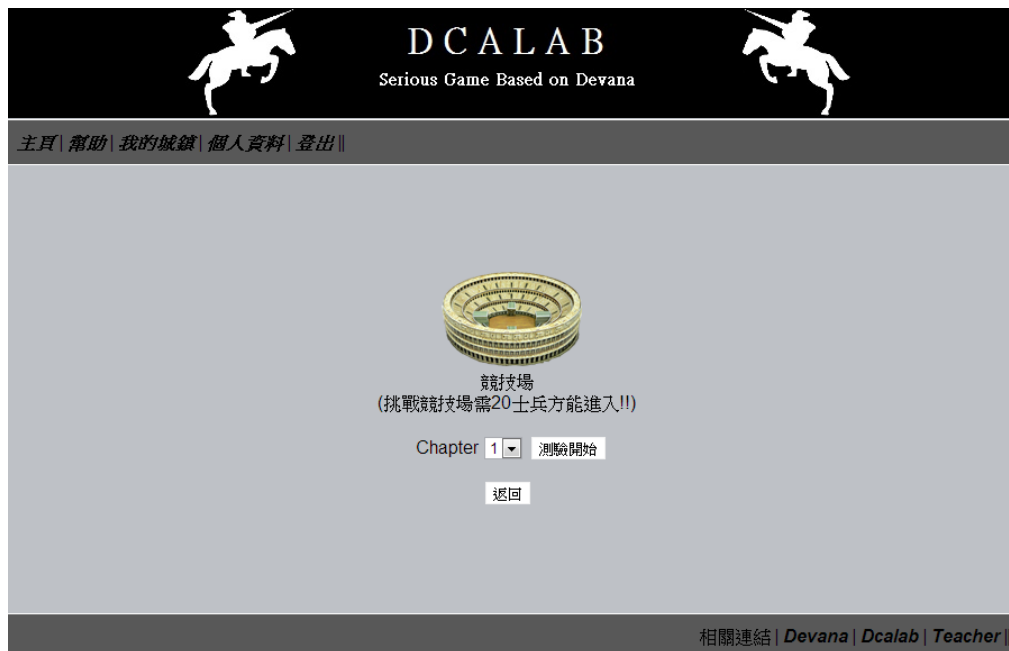 DCALAB
Serious Game Based on Devana
主頁| 幫助| 我的城鎮| 個人資料| 登出||
競技場
(挑戰競技場需20士兵方能進入!!)
Chapter 1 測驗開始
返回
相關連結| Devana| Dcalab| Teacher||